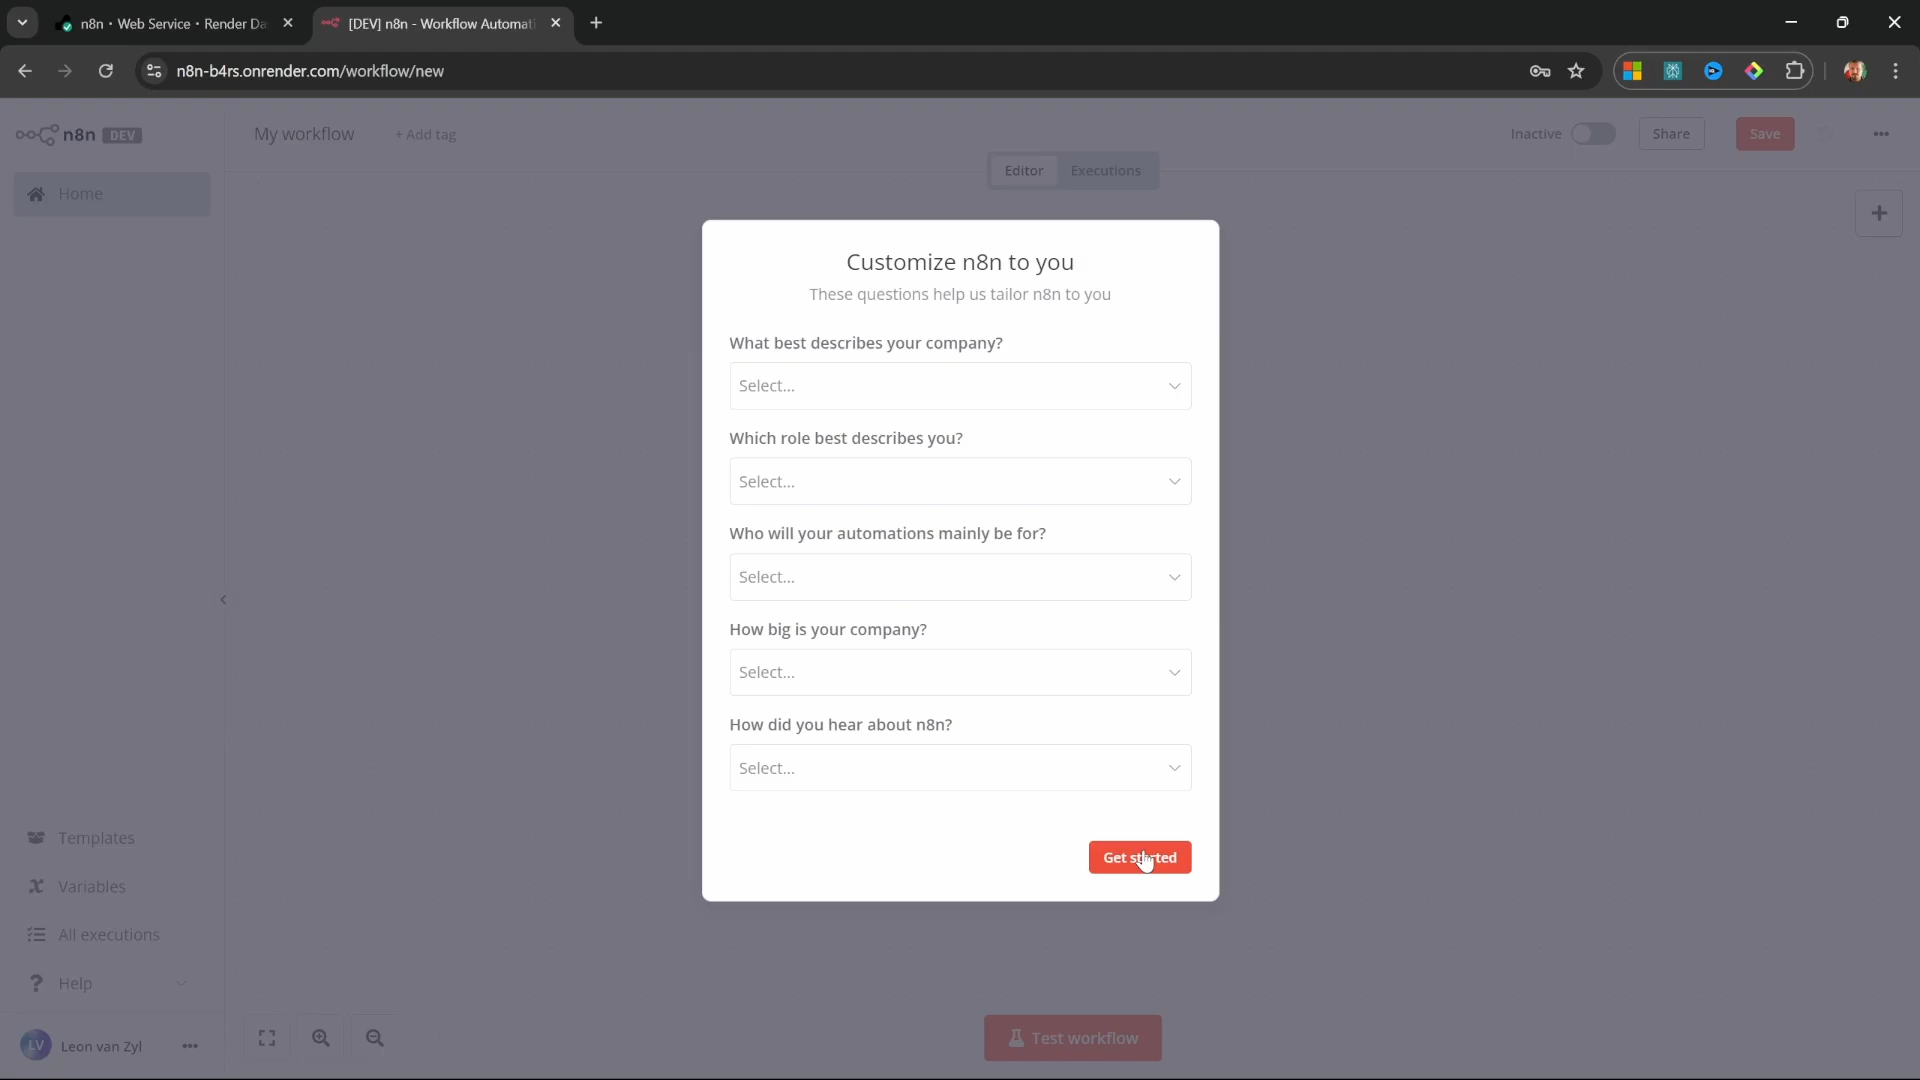 n8n · Web Service · Render Da
[DEV] n8n - Workflow Automati
n8n-b4rs.onrender.com/workflow/new
n8n DEV
My workflow
+ Add tag
Inactive
Share
Save
Editor
Executions
Home
Customize n8n to you
These questions help us tailor n8n to you
What best describes your company?
Select...
Which role best describes you?
Select...
Who will your automations mainly be for?
Select...
How big is your company?
Select...
How did you hear about n8n?
Select...
Get started
Templates
Variables
All executions
Help
LV
Leon van Zyl
Test workflow